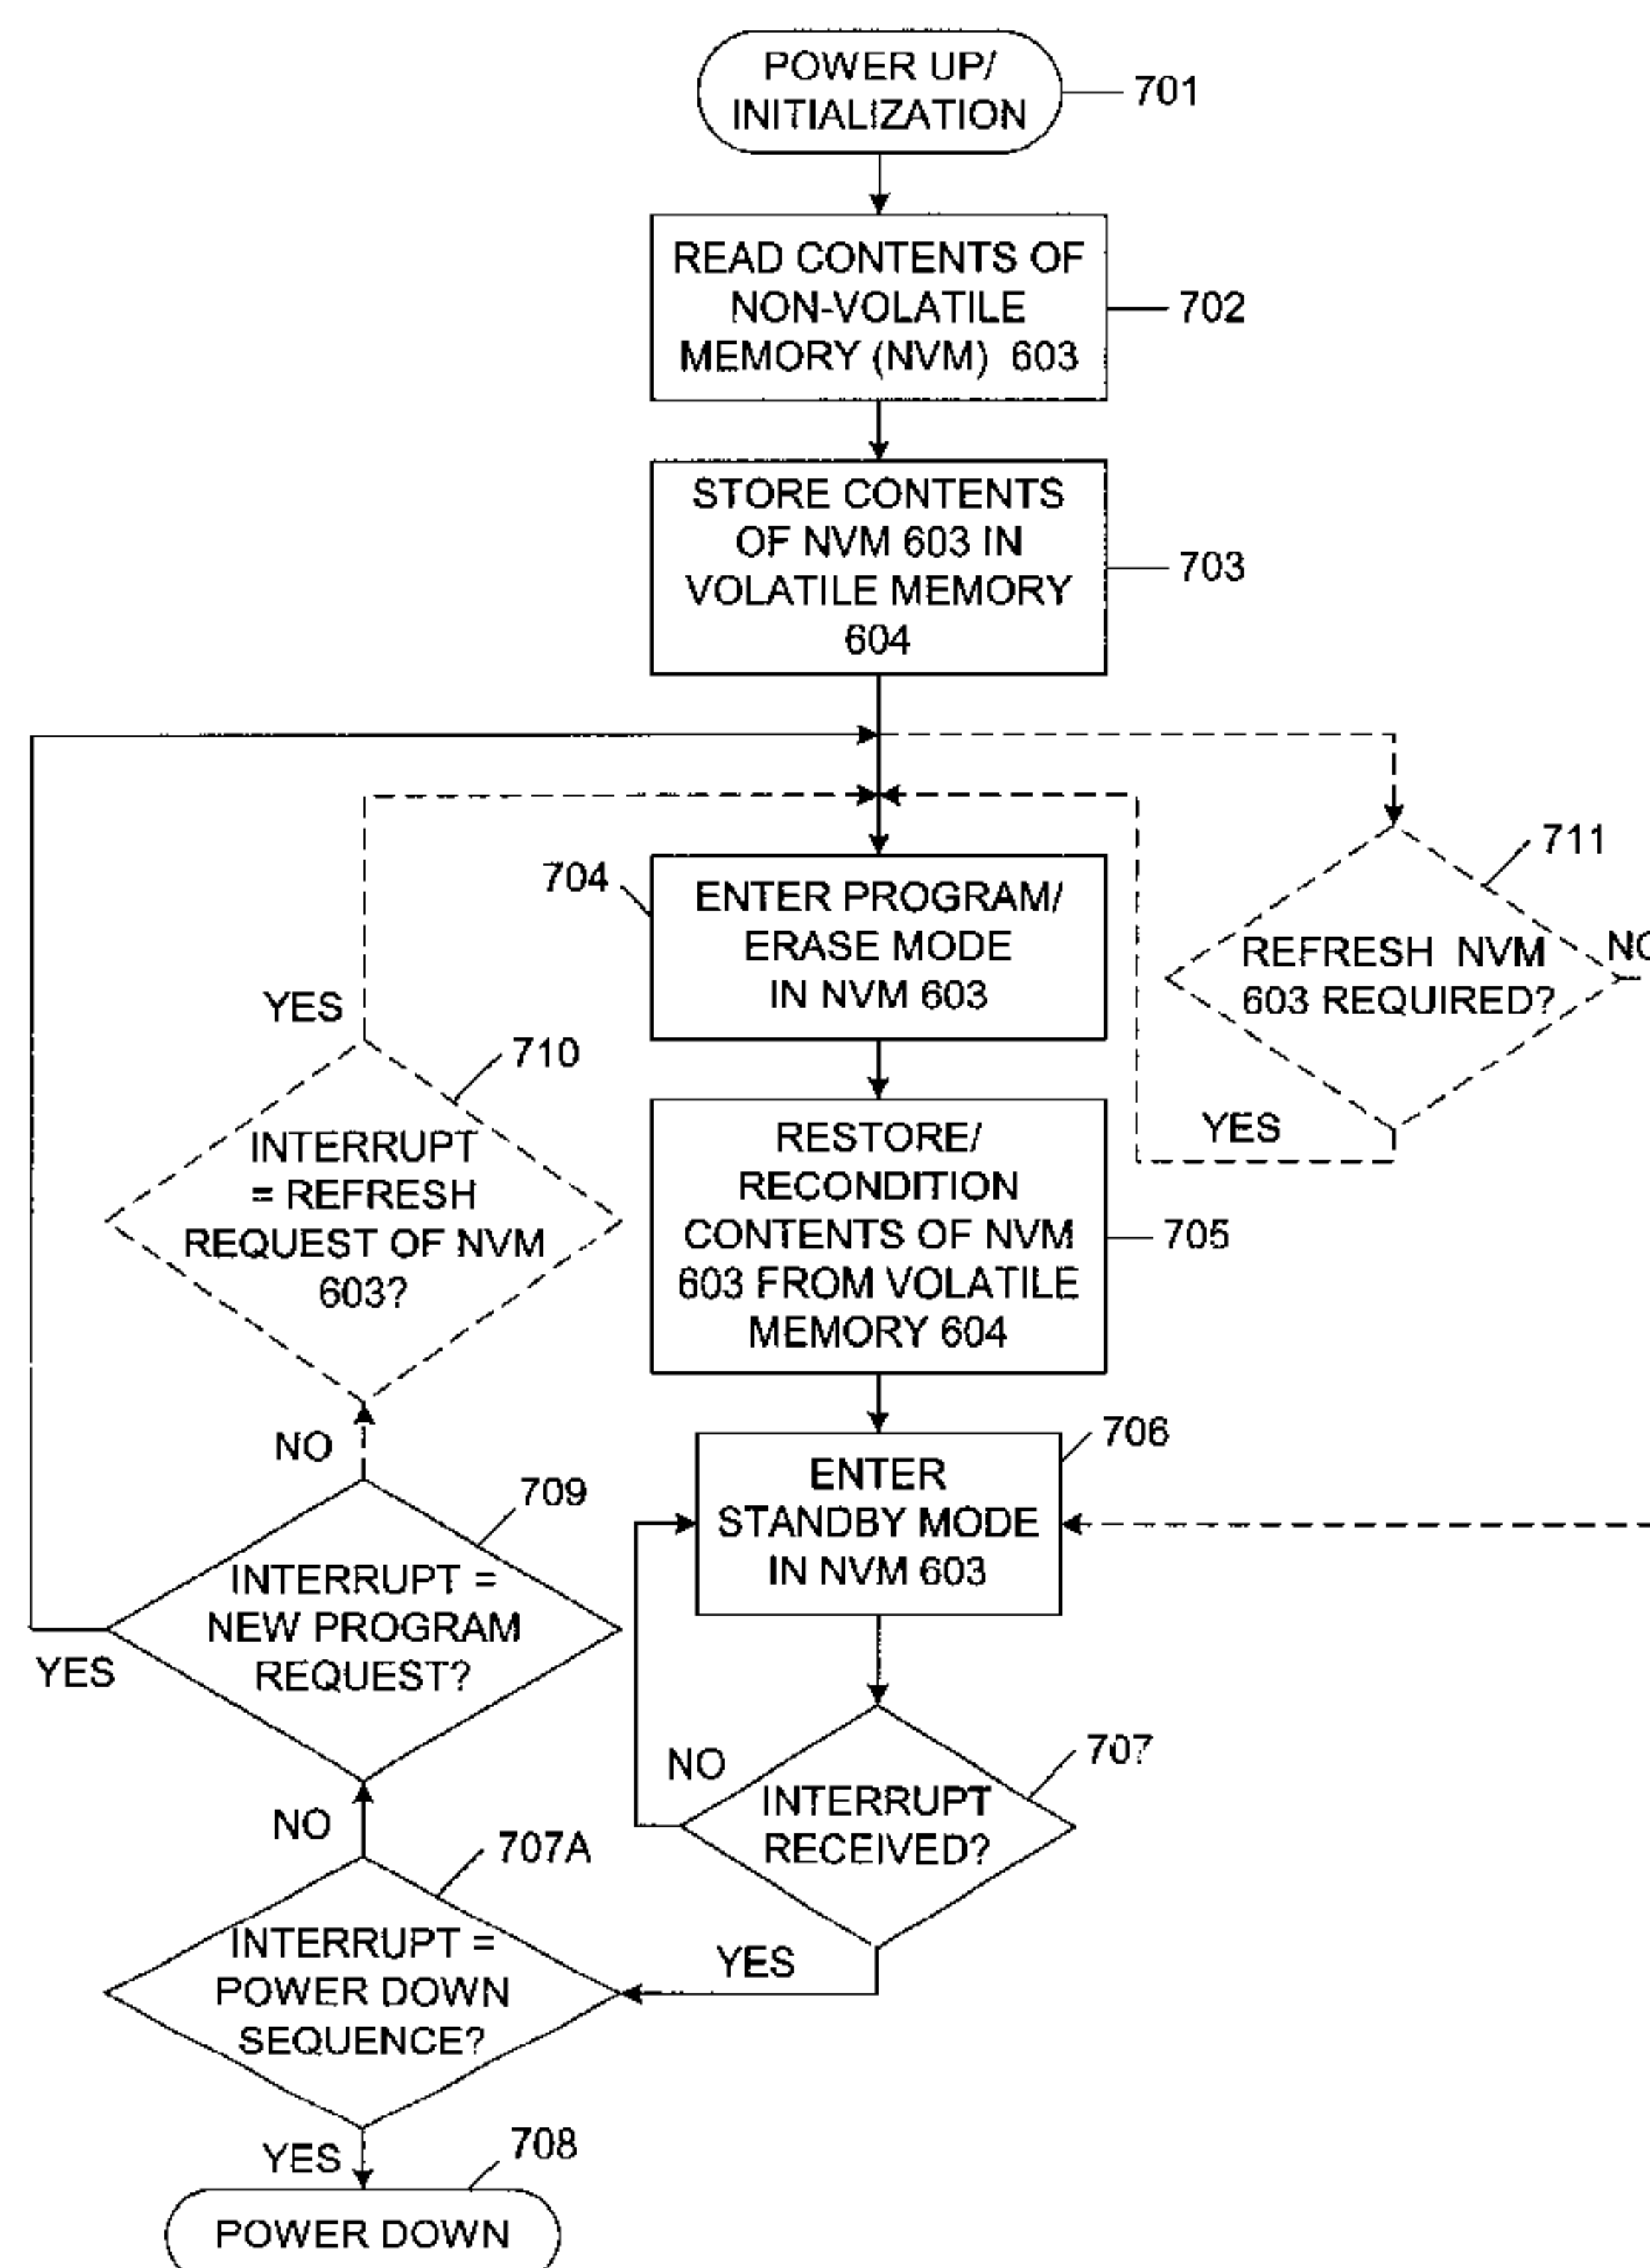 POWER UP/
INITIALIZATION
701
READ CONTENTS OF
NON-VOLATILE
MEMORY (NVM) 603
702
STORE CONTENTS
OF NVM 603 IN
VOLATILE MEMORY
604
703
704
ENTER PROGRAM/
ERASE MODE
IN NVM 603
711
REFRESH NVM
603 REQUIRED?
YES
YES
710
INTERRUPT
= REFRESH
REQUEST OF NVM
603?
RESTORE/
RECONDITION
CONTENTS OF NVM
603 FROM VOLATILE
MEMORY 604
705
NO
706
ENTER
STANDBY MODE
IN NVM 603
709
INTERRUPT =
NEW PROGRAM
REQUEST?
YES
707
NO
INTERRUPT
RECEIVED?
YES
NO
707A
INTERRUPT =
POWER DOWN
SEQUENCE?
YES
708
POWER DOWN